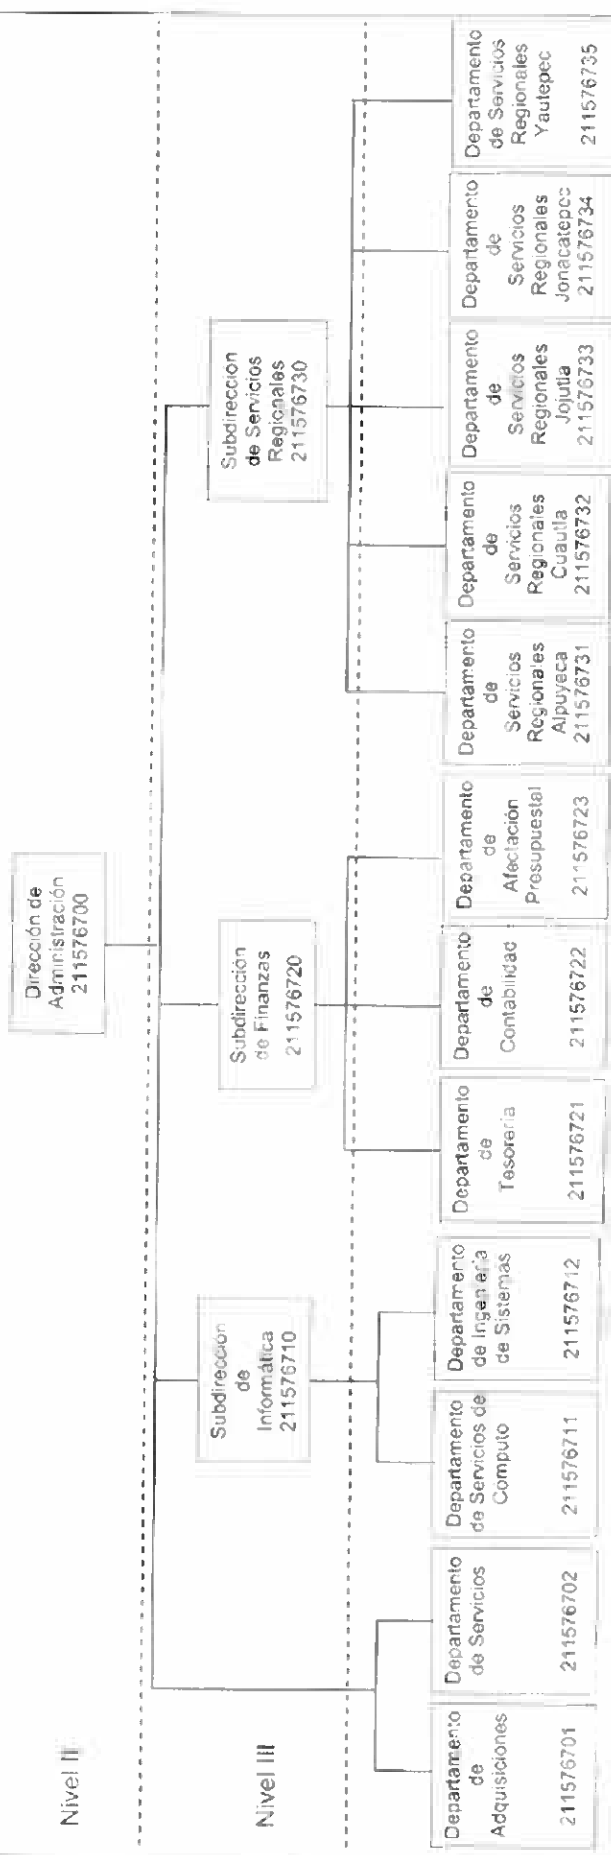 Nivel II
Dirección de
Administración
211576700
Nivel III
Subdirección
de
Informática
211576710
Subdirección
de Finanzas
211576720
Subdirección
de Servicios
Regionales
211576730
Departamento
de
Adquisiciones
211576701
Departamento
de Servicios
211576702
Departamento
de Servicios de
Computo
211576711
Departamento
de Ingeniería
de Sistemas
211576712
Departamento
de
Tesorería
211576721
Departamento
de
Contabilidad
211576722
Departamento
de
Afectación
Presupuestal
211576723
Departamento
de
Servicios
Regionales
Alpuyeca
211576731
Departamento
de
Servicios
Regionales
Cuautla
211576732
Departamento
de
Servicios
Regionales
Jojutla
211576733
Departamento
de
Servicios
Regionales
Jonacatepec
211576734
Departamento
de Servicios
Regionales
Yautepec
211576735